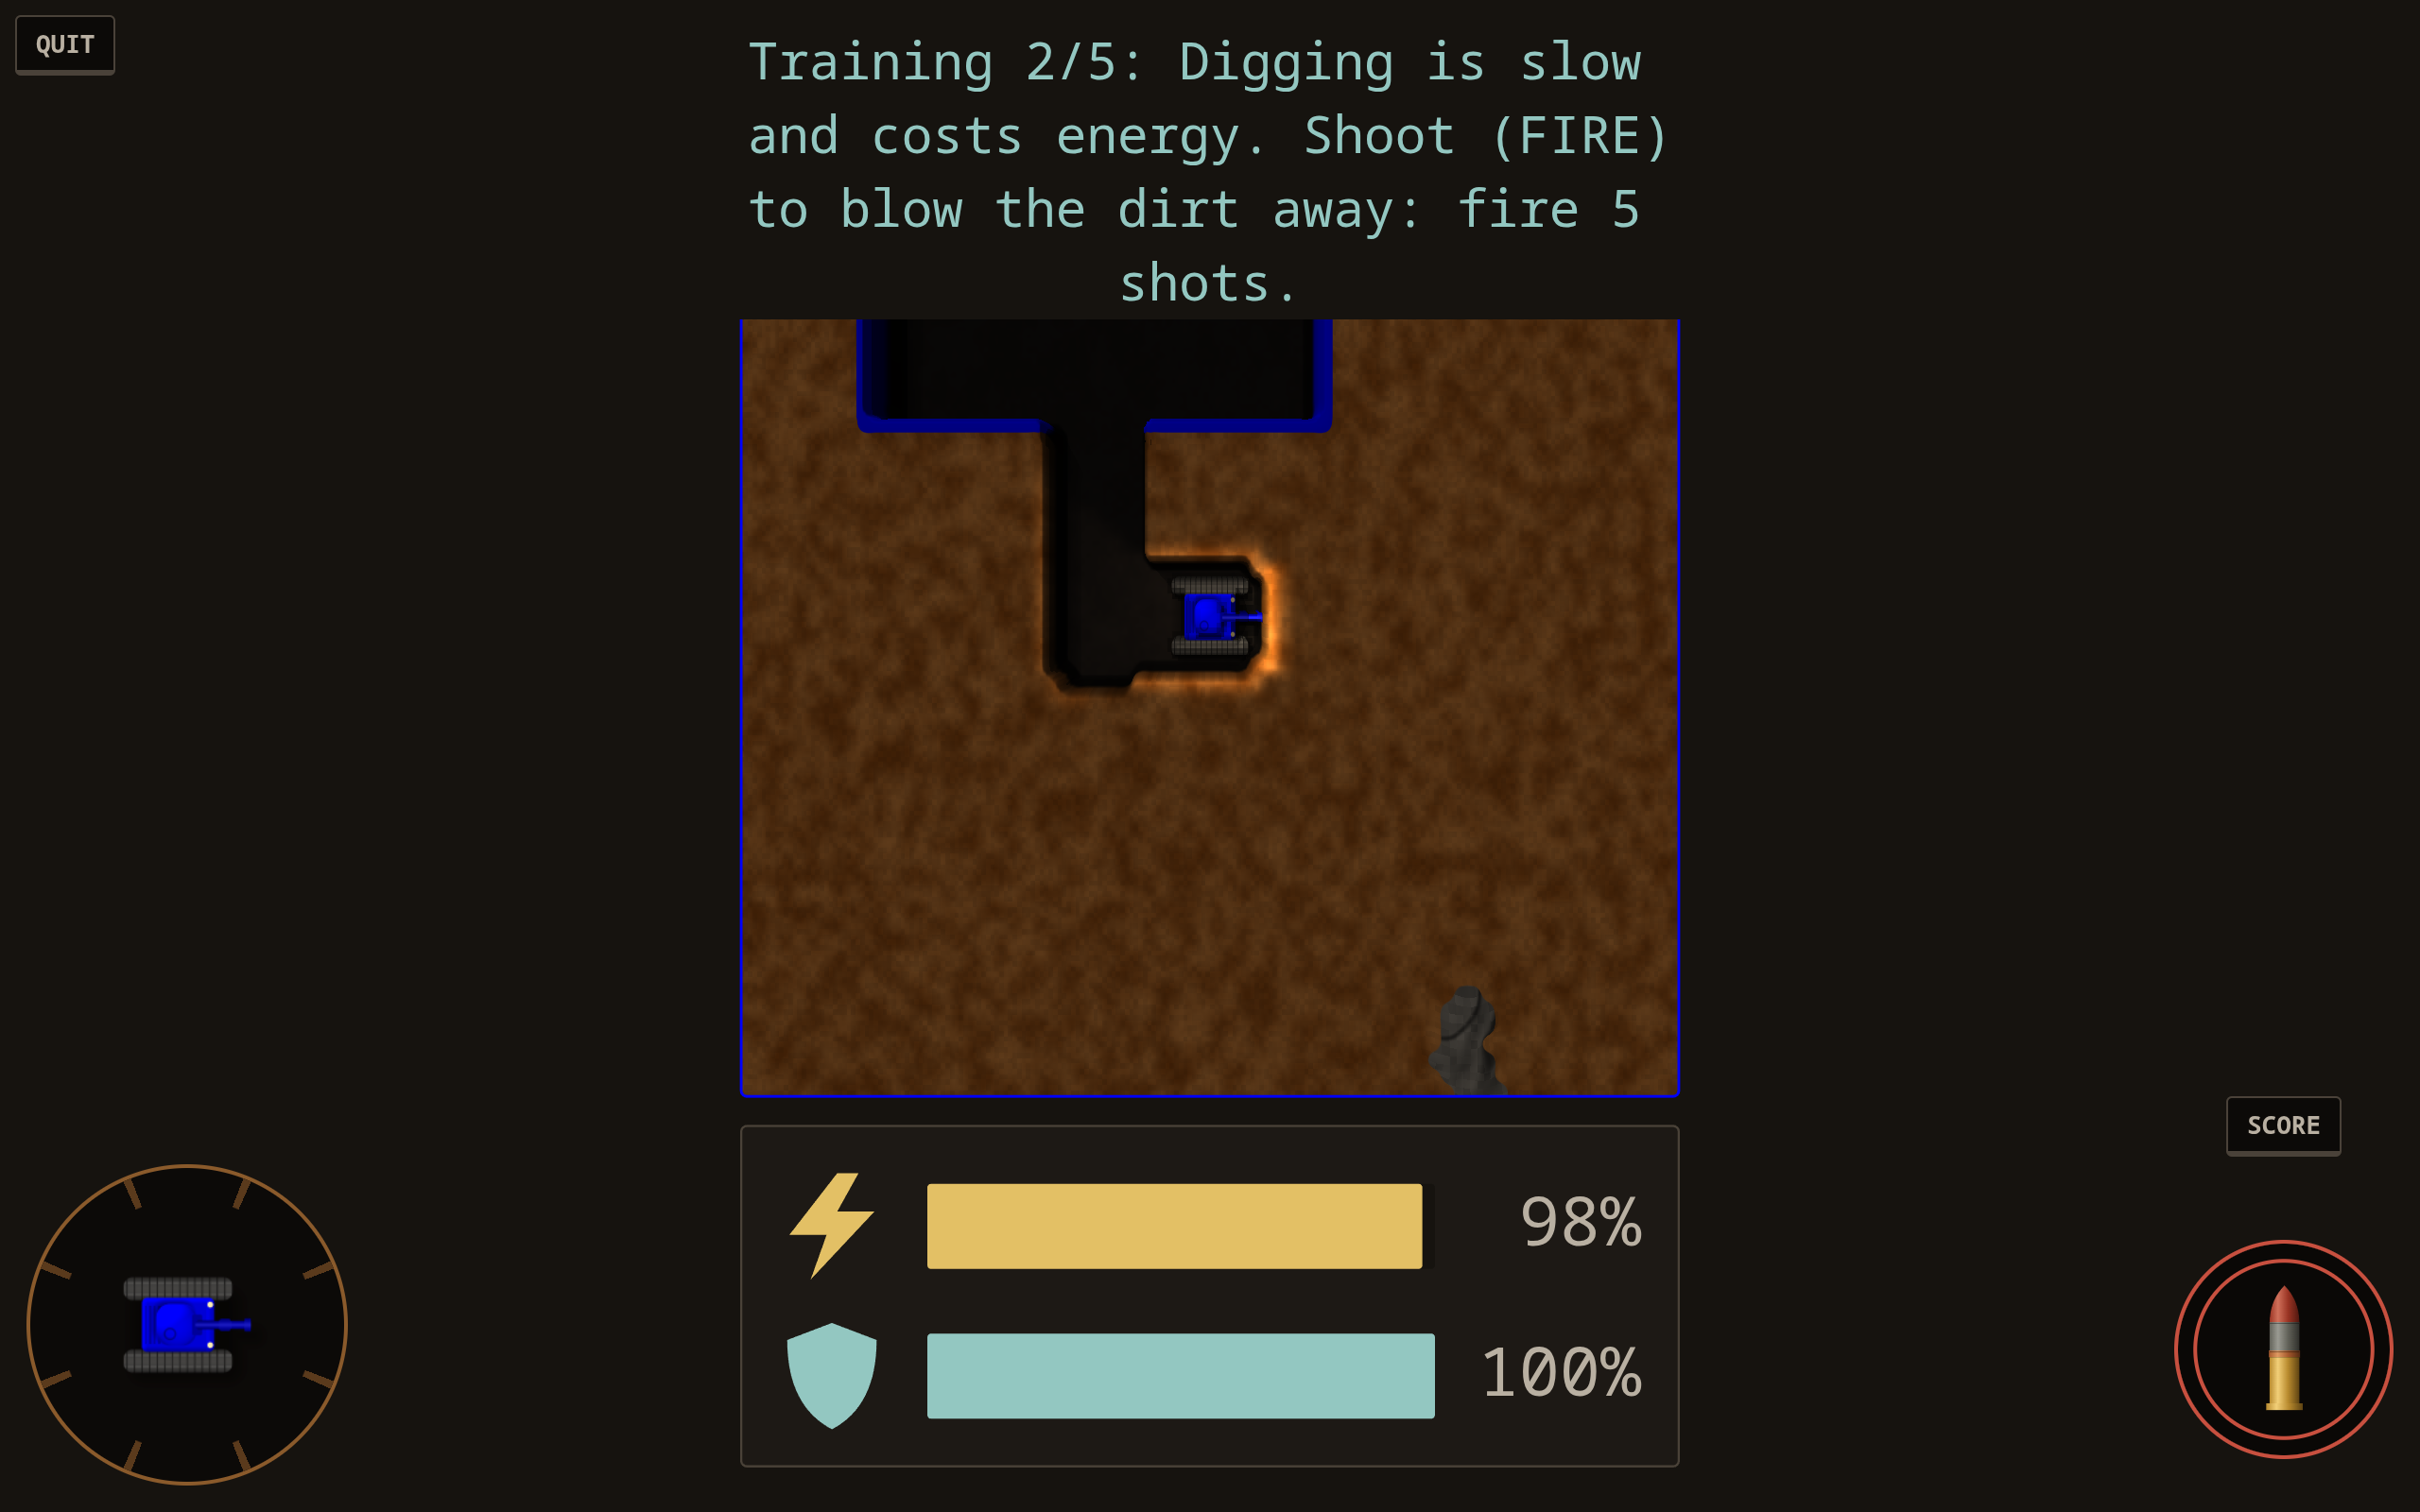 QUIT
Training 2/5: Digging is slow
and costs energy. Shoot (FIRE)
to blow the dirt away: fire 5
shots.
SCORE
98%
100%